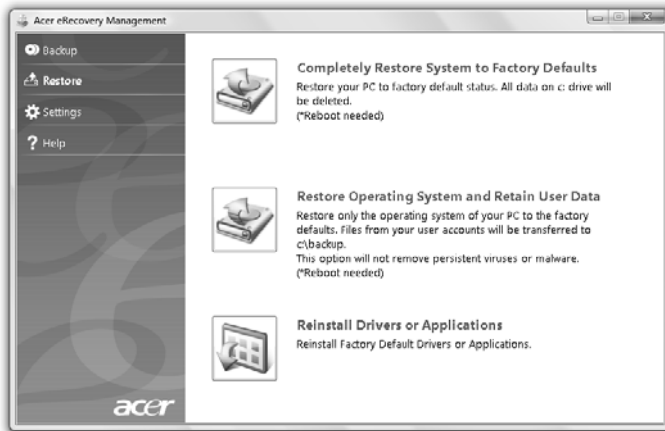 Acer eRecovery Management
Backup
Restore
Settings
? Help
Completely Restore System to Factory Defaults
Restore your PC to factory default status. All data on c: drive will
be deleted.
(*Reboot needed)
Restore Operating System and Retain User Data
Restore only the operating system of your PC to the factory
defaults. Files from your user accounts will be transferred to
c:\backup.
This option will not remove persistent viruses or malware.
(*Reboot needed)
Reinstall Drivers or Applications
Reinstall Factory Default Drivers or Applications.
acer